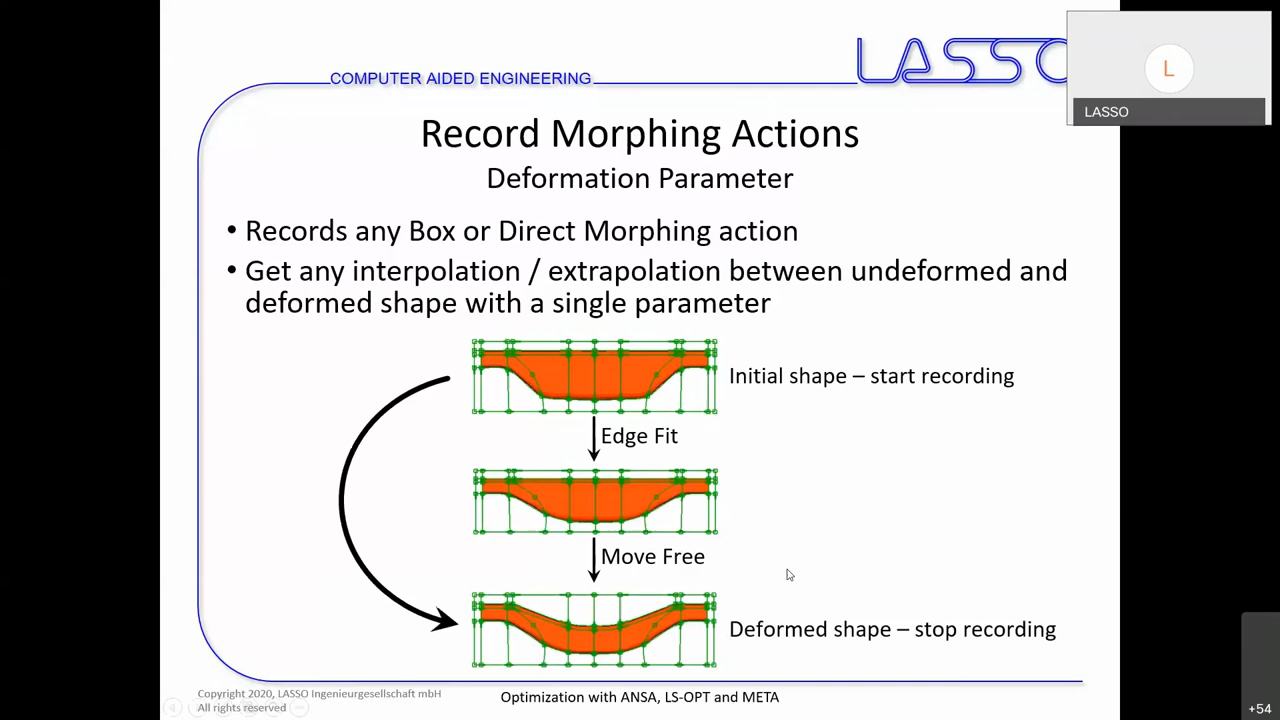 COMPUTER AIDED ENGINEERING
LASSO
L
LASSO
Record Morphing Actions
Deformation Parameter
• Records any Box or Direct Morphing action
• Get any interpolation / extrapolation between undeformed and
deformed shape with a single parameter
Initial shape – start recording
Edge Fit
Move Free
Deformed shape – stop recording
Copyright 2020, LASSO Ingenieurgesellschaft mbH
All rights reserved
Optimization with ANSA, LS-OPT and META
+54